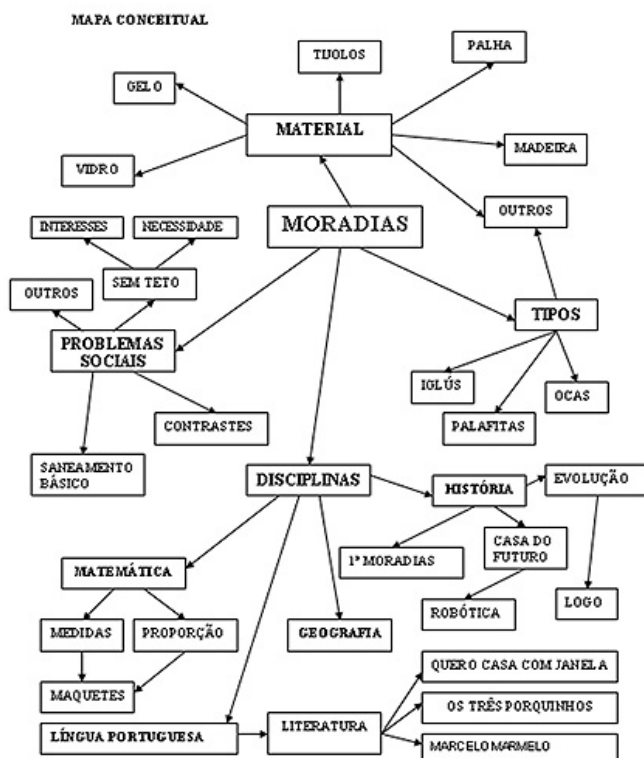 MAPA CONCEITUAL
TIJOLOS
PALHA
GELO
MATERIAL
MADEIRA
VIDRO
OUTROS
INTERESSES
NECESSIDADE
MORADIAS
SEM TETO
OUTROS
TIPOS
PROBLEMAS
SOCIAIS
IGLÚS
OCAS
PALAFITAS
CONTRASTES
SANEAMENTO
BÁSICO
DISCIPLINAS
HISTÓRIA
EVOLUÇÃO
1ª MORADIAS
CASA DO
FUTURO
MATEMÁTICA
ROBÓTICA
LOGO
MEDIDAS
PROPORÇÃO
GEOGRAFIA
MAQUETES
QUERO CASA COM JANELA
LÍNGUA PORTUGUESA
LITERATURA
OS TRÊS PORQUINHOS
MARCELO MARMELO